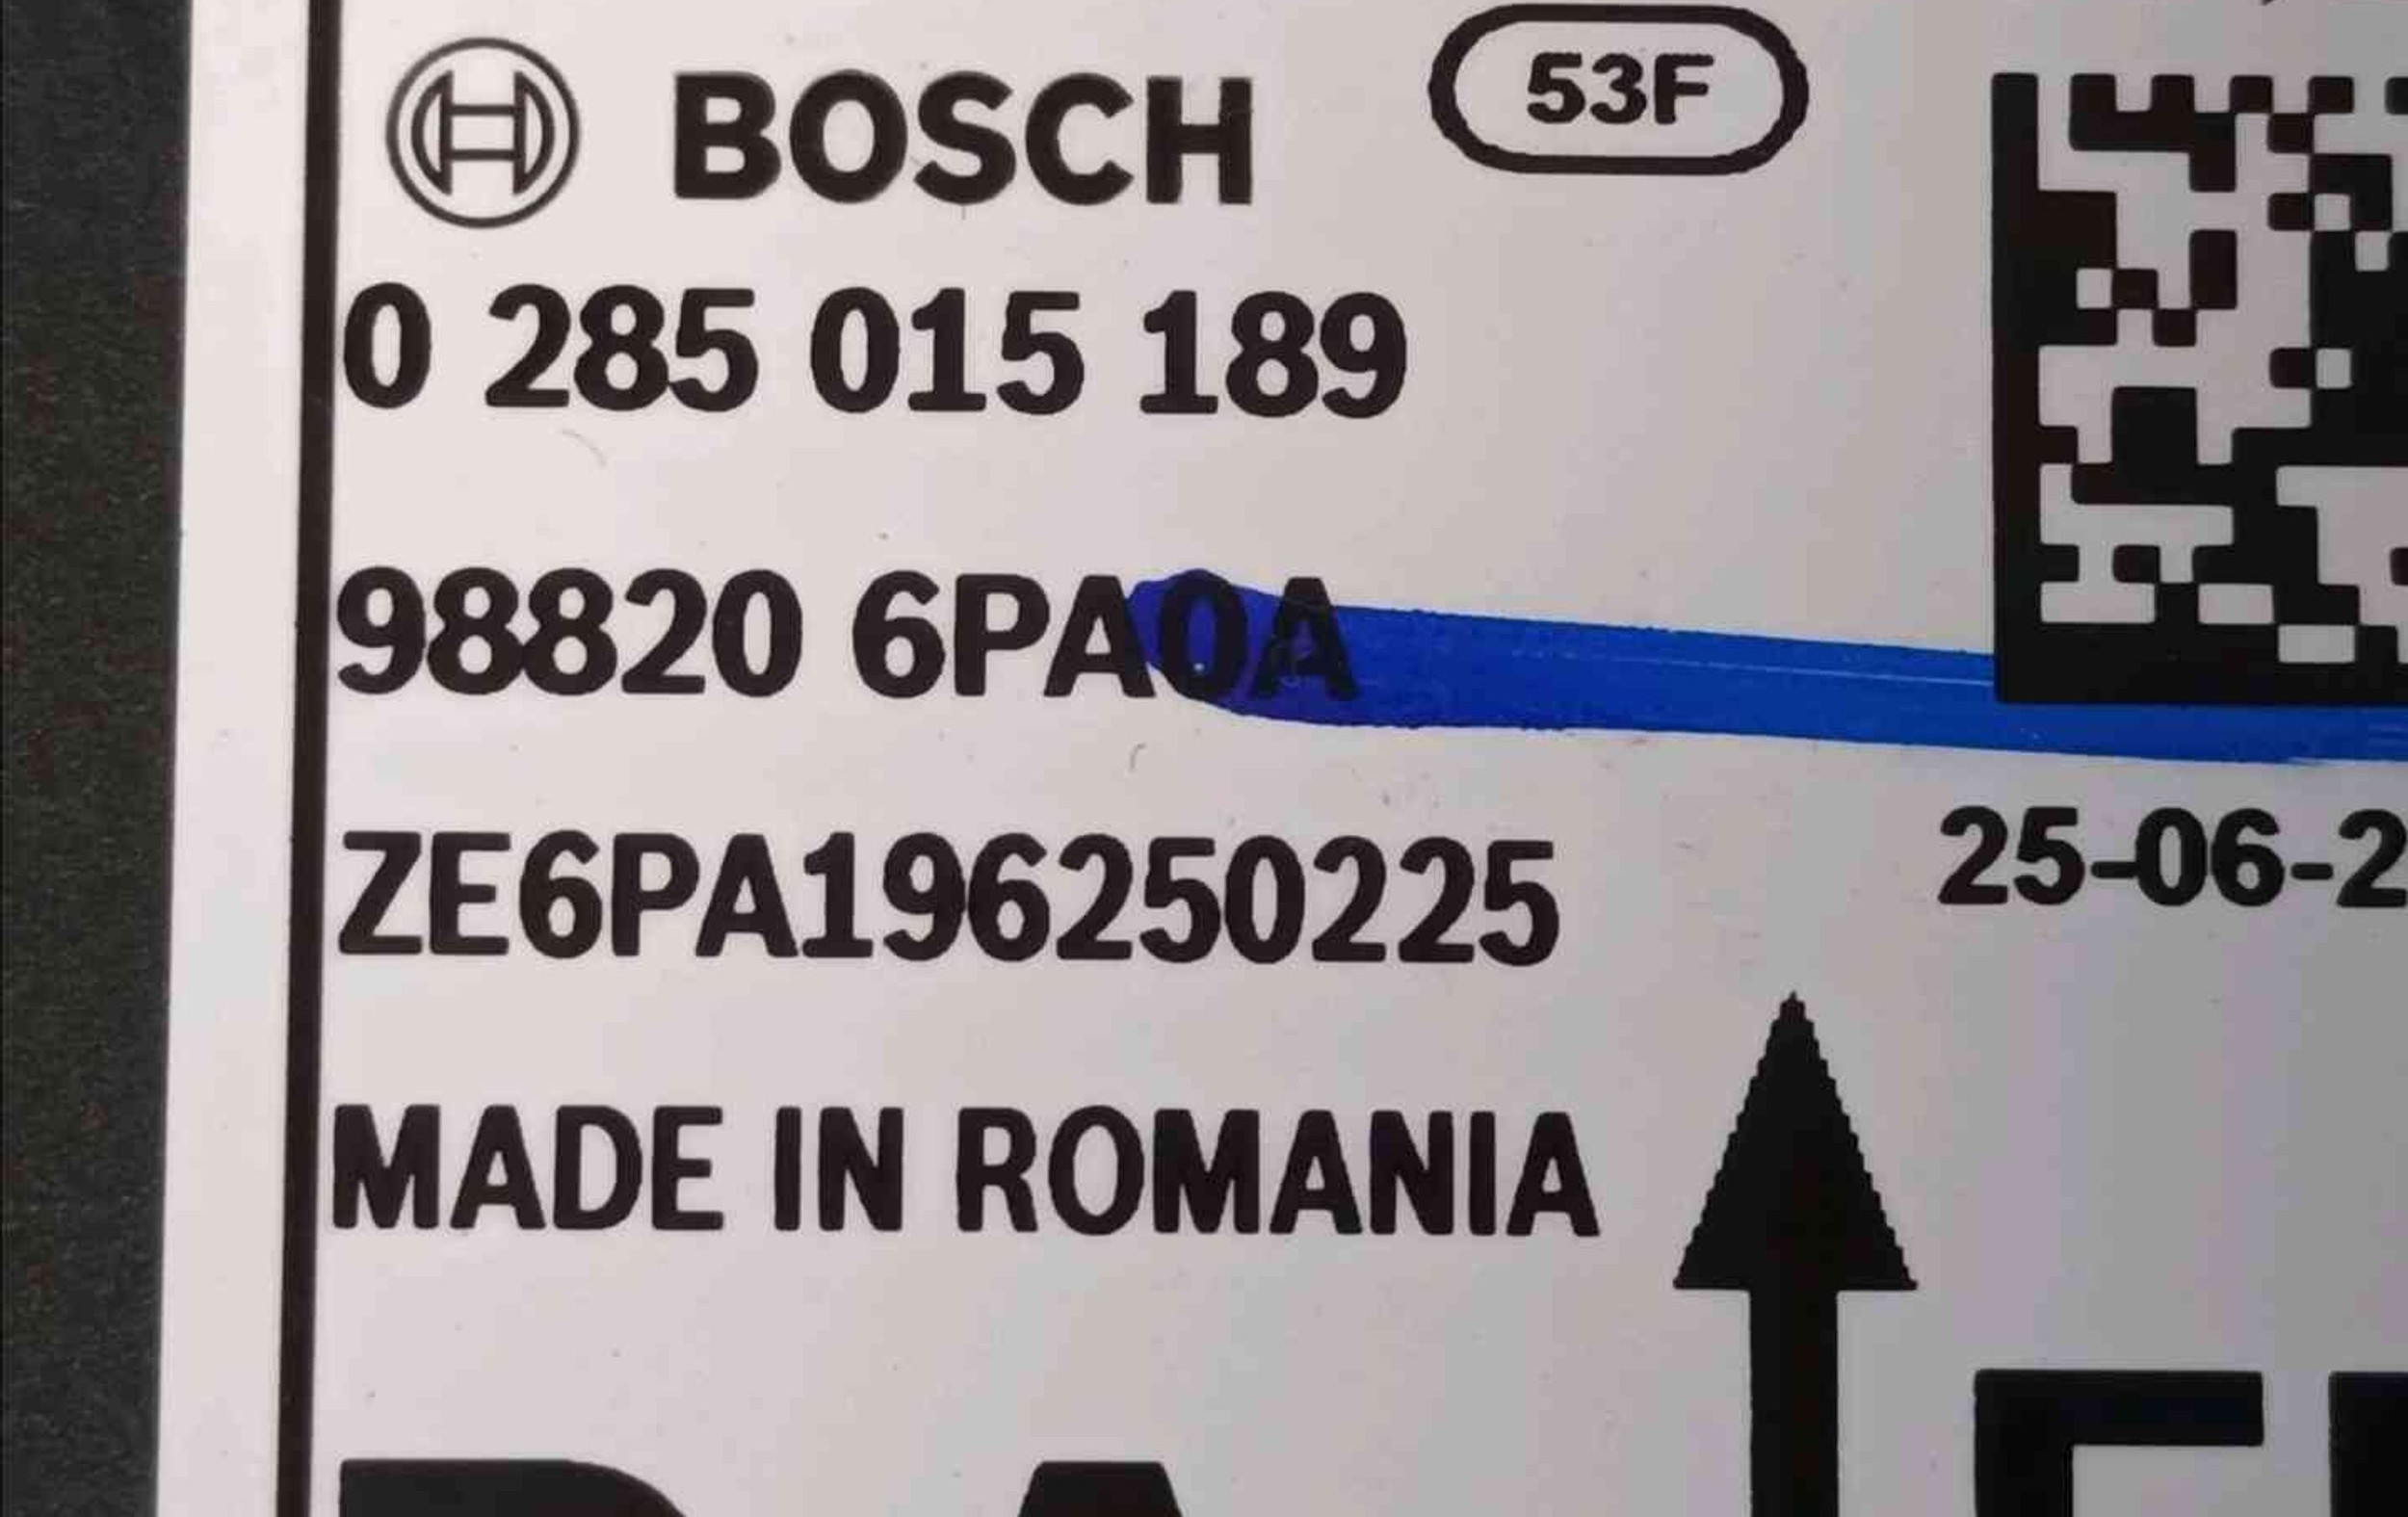 BOSCH 53F
0 285 015 189
98820 6PA0A
ZE6PA196250225
25-06-2
MADE IN ROMANIA